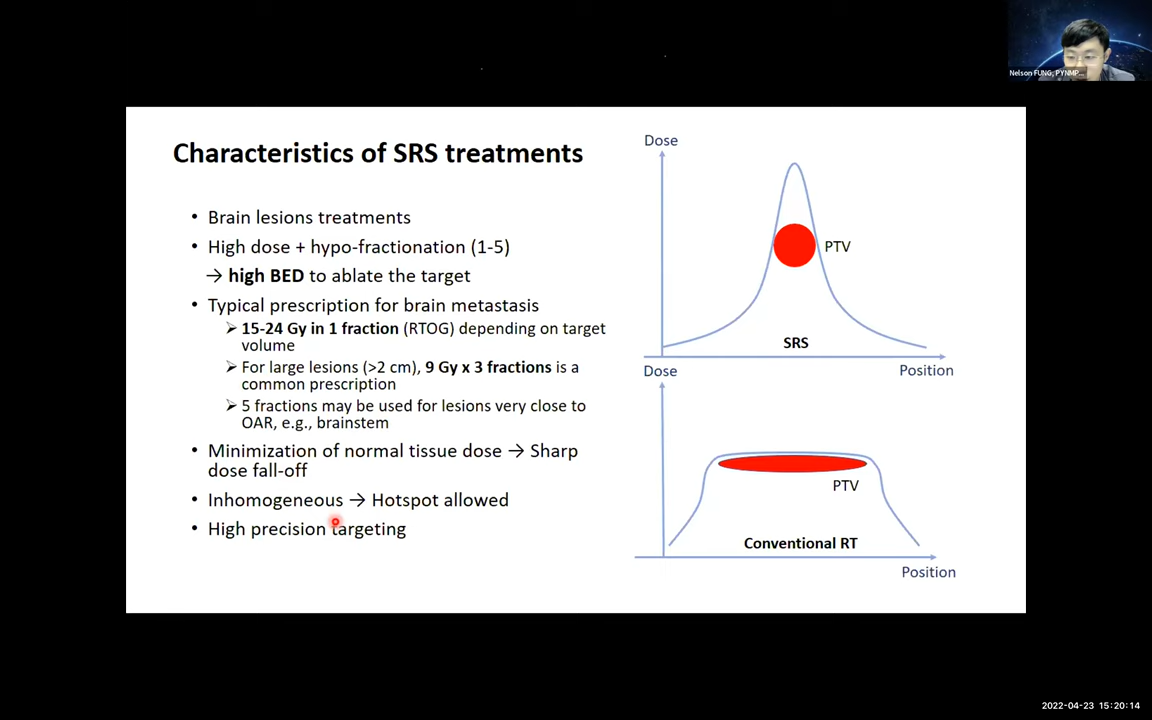 Nelson FUNG, PYNMP...
Characteristics of SRS treatments
• Brain lesions treatments
• High dose + hypo-fractionation (1-5)
→ high BED to ablate the target
• Typical prescription for brain metastasis
➢ 15-24 Gy in 1 fraction (RTOG) depending on target
volume
➢ For large lesions (>2 cm), 9 Gy x 3 fractions is a
common prescription
➢ 5 fractions may be used for lesions very close to
OAR, e.g., brainstem
• Minimization of normal tissue dose → Sharp
dose fall-off
• Inhomogeneous → Hotspot allowed
• High precision targeting
Dose
PTV
SRS
Position
Dose
PTV
Conventional RT
Position
2022-04-23 15:20:14